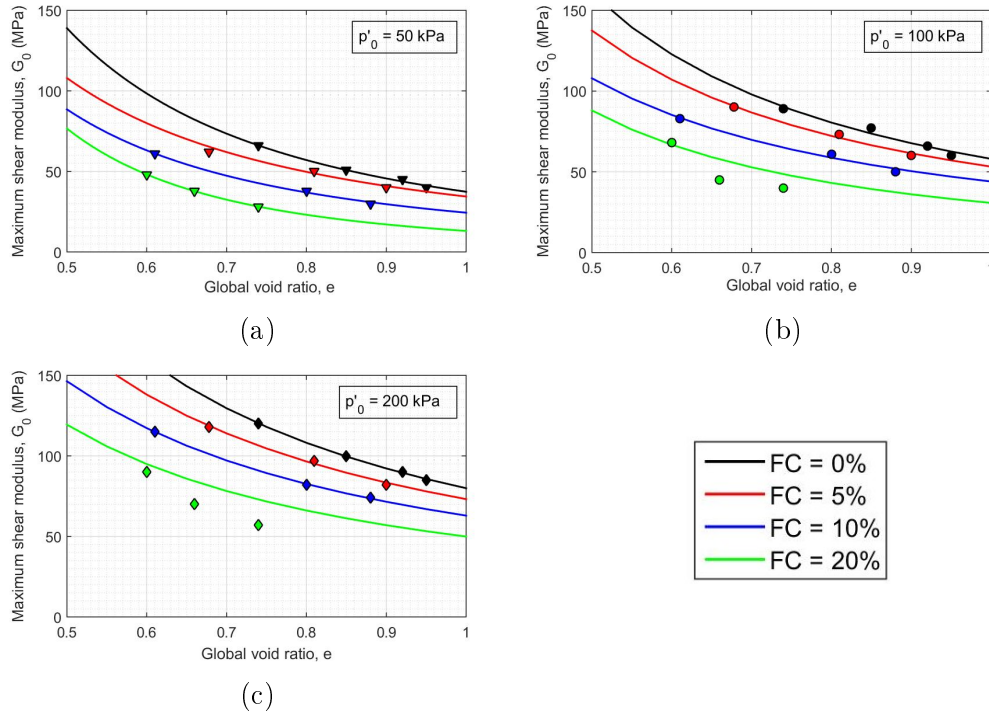 150
100
50
0
Maximum shear modulus, G₀ (MPa)
p'₀ = 50 kPa
0.5 0.6 0.7 0.8 0.9 1
Global void ratio, e
(a)
150
100
50
0
Maximum shear modulus, G₀ (MPa)
p'₀ = 100 kPa
0.5 0.6 0.7 0.8 0.9 1
Global void ratio, e
(b)
150
100
50
0
Maximum shear modulus, G₀ (MPa)
p'₀ = 200 kPa
0.5 0.6 0.7 0.8 0.9 1
Global void ratio, e
(c)
FC = 0%
FC = 5%
FC = 10%
FC = 20%